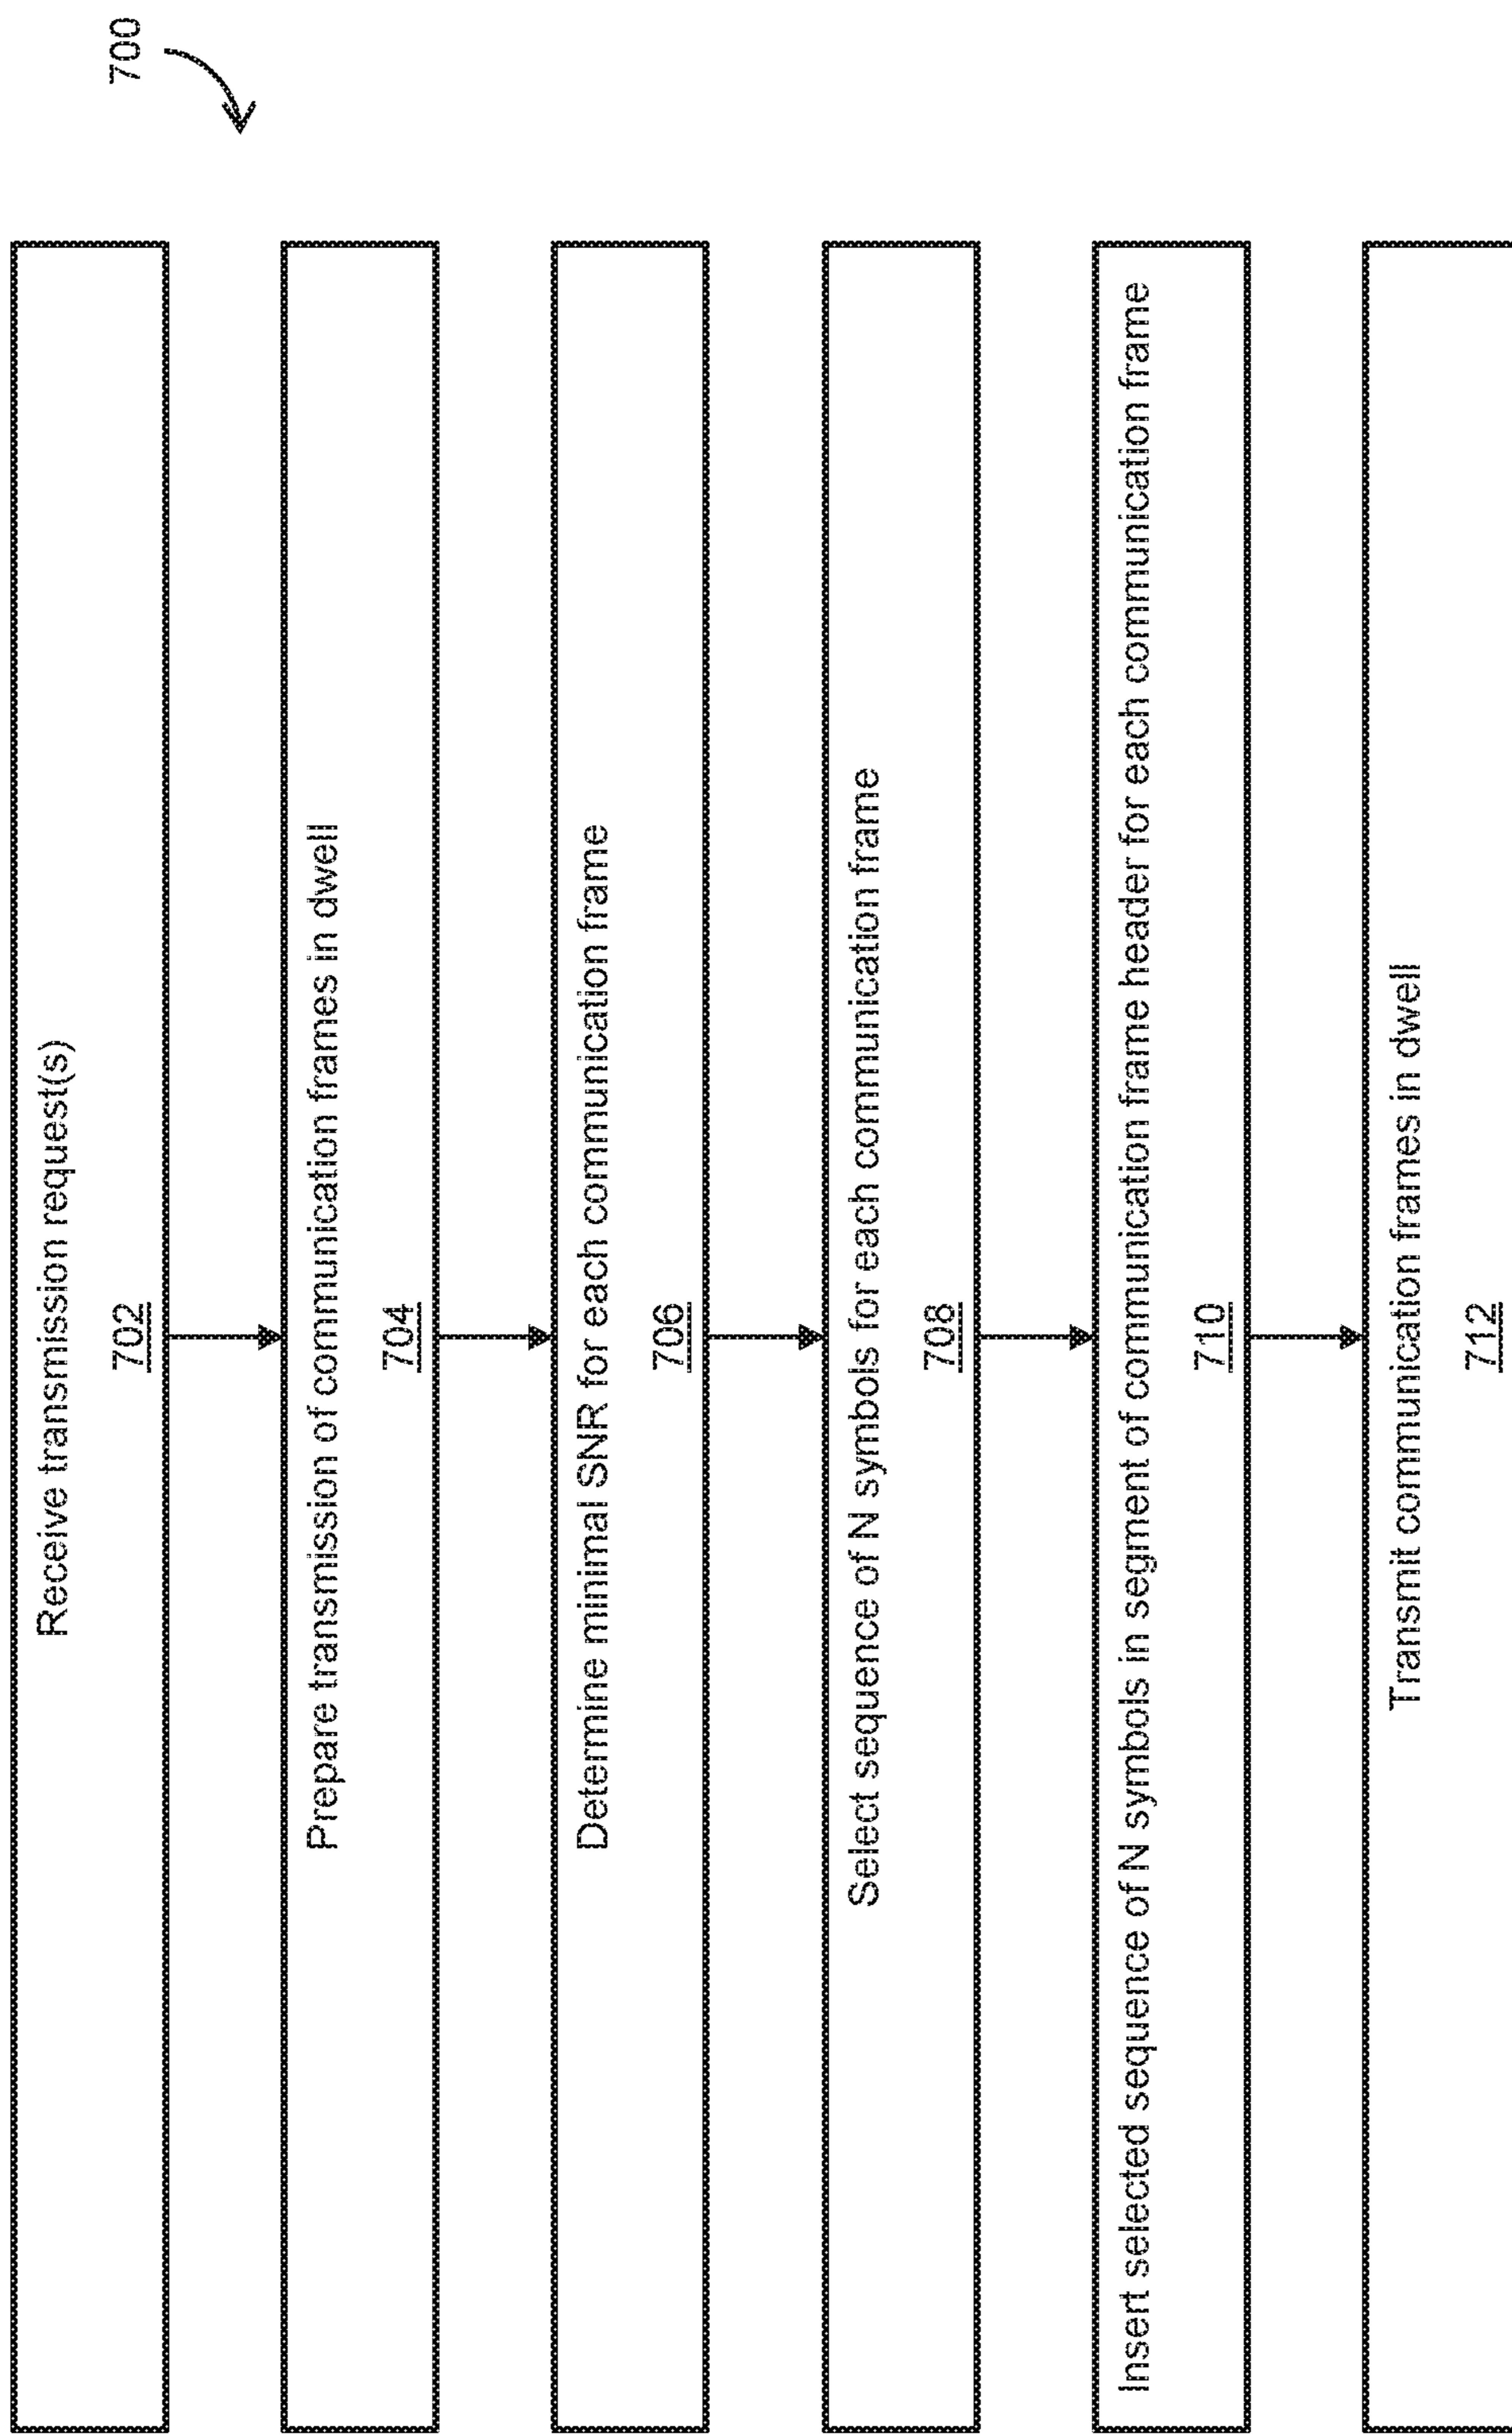 700
Receive transmission request(s)
702
Prepare transmission of communication frames in dwell
704
Determine minimal SNR for each communication frame
706
Select sequence of N symbols for each communication frame
708
Insert selected sequence of N symbols in segment of communication frame header for each communication frame
710
Transmit communication frames in dwell
712